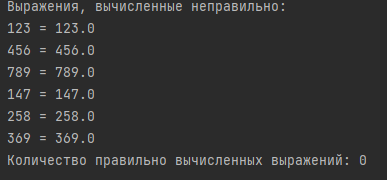 Выражения, вычисленные неправильно:
123 = 123.0
456 = 456.0
789 = 789.0
147 = 147.0
258 = 258.0
369 = 369.0
Количество правильно вычисленных выражений: 0